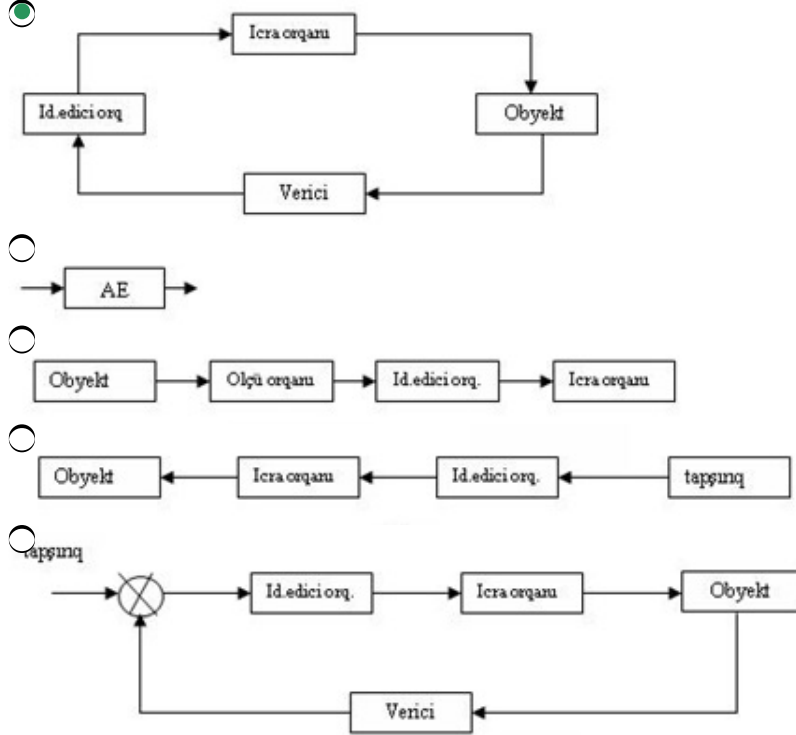 Icra orqanı
Id.edici orq
Obyekt
Verici
AE
Obyekt
Olçü orqanı
Id.edici orq.
Icra orqanı
Obyekt
Icra orqanı
Id.edici orq.
tapşırıq
tapşırıq
Id.edici orq.
Icra orqanı
Obyekt
Verici